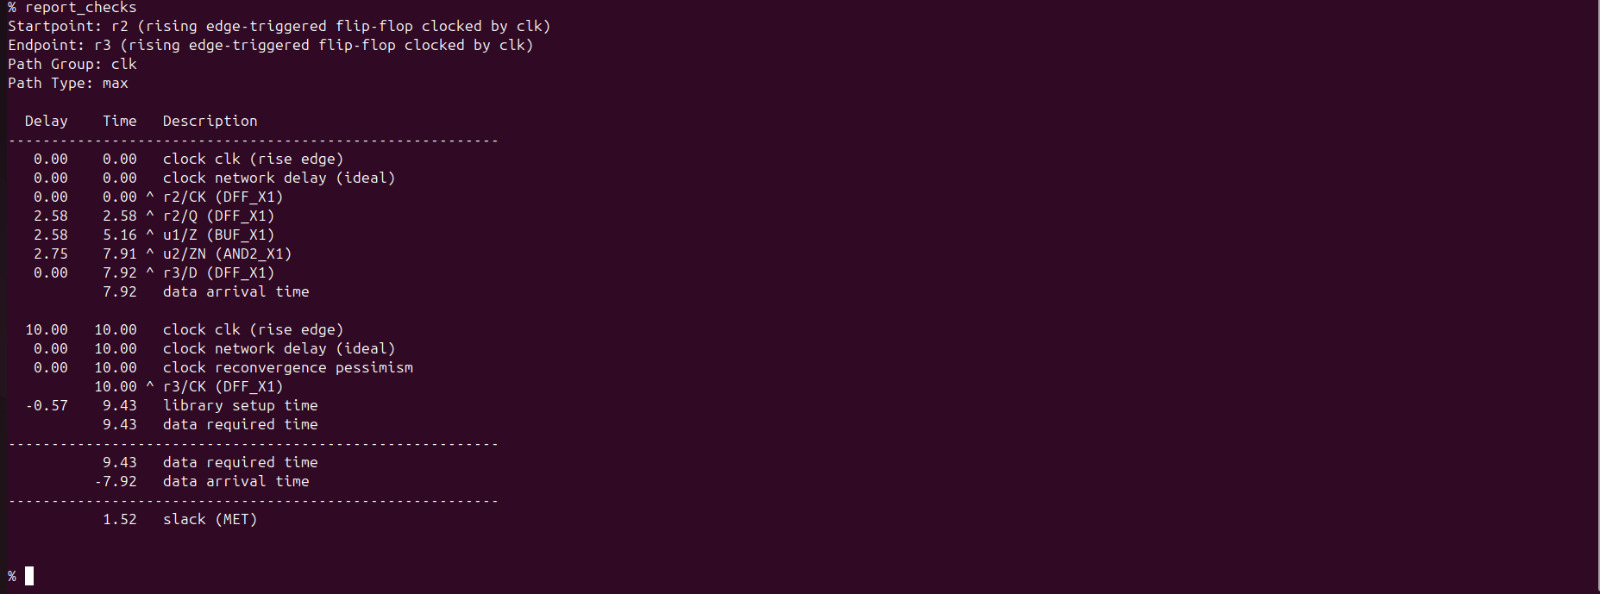 % report_checks
Startpoint: r2 (rising edge-triggered flip-flop clocked by clk)
Endpoint: r3 (rising edge-triggered flip-flop clocked by clk)
Path Group: clk
Path Type: max

  Delay    Time   Description
---------------------------------------------------------
   0.00    0.00   clock clk (rise edge)
   0.00    0.00   clock network delay (ideal)
   0.00    0.00 ^ r2/CK (DFF_X1)
   2.58    2.58 ^ r2/Q (DFF_X1)
   2.58    5.16 ^ u1/Z (BUF_X1)
   2.75    7.91 ^ u2/ZN (AND2_X1)
   0.00    7.92 ^ r3/D (DFF_X1)
           7.92   data arrival time

  10.00   10.00   clock clk (rise edge)
   0.00   10.00   clock network delay (ideal)
   0.00   10.00   clock reconvergence pessimism
          10.00 ^ r3/CK (DFF_X1)
  -0.57    9.43   library setup time
           9.43   data required time
---------------------------------------------------------
           9.43   data required time
          -7.92   data arrival time
---------------------------------------------------------
           1.52   slack (MET)

%